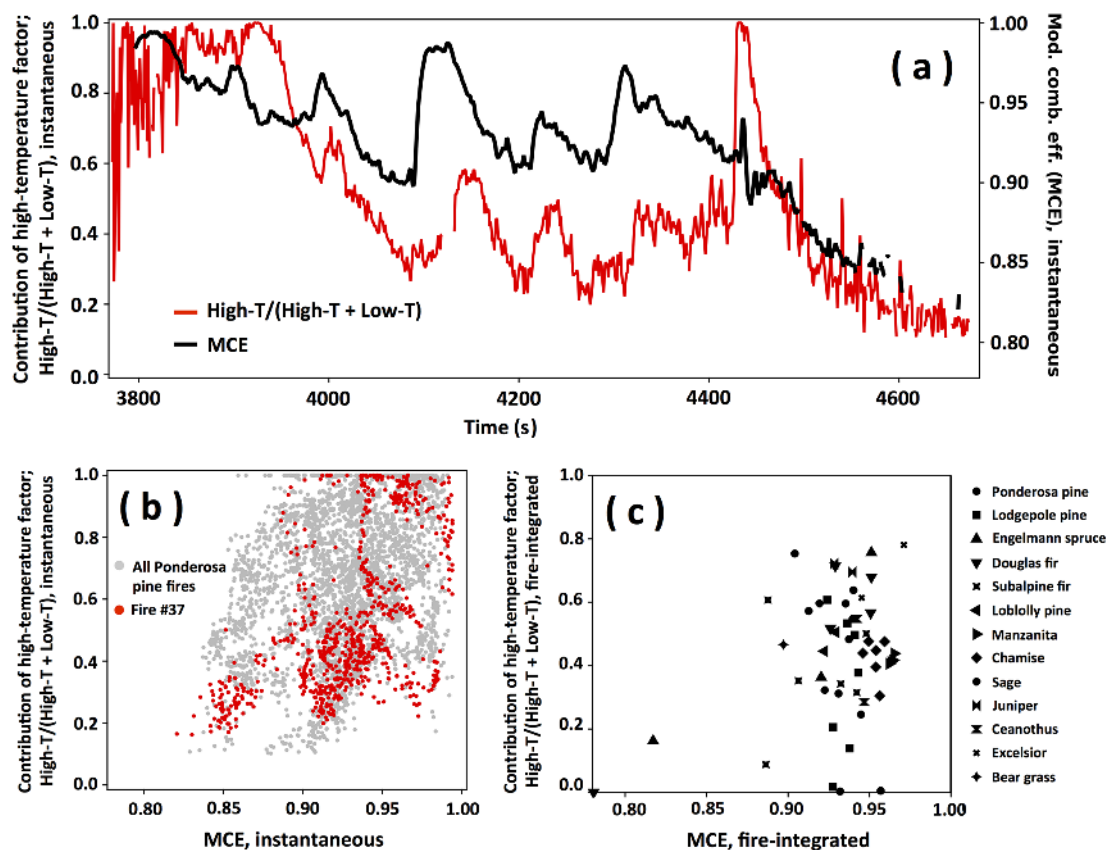 Contribution of high-temperature factor;
High-T/(High-T + Low-T), instantaneous
1.0
0.8
0.6
0.4
0.2
0.0
( a )
High-T/(High-T + Low-T)
MCE
1.00
0.95
0.90
0.85
0.80
Mod. comb. eff. (MCE), instantaneous
3800 4000 4200 4400 4600
Time (s)
Contribution of high-temperature factor;
High-T/(High-T + Low-T), instantaneous
1.0
0.8
0.6
0.4
0.2
0.0
( b )
All Ponderosa
pine fires
Fire #37
0.80 0.85 0.90 0.95 1.00
MCE, instantaneous
Contribution of high-temperature factor;
High-T/(High-T + Low-T), fire-integrated
1.0
0.8
0.6
0.4
0.2
0.0
( c )
0.80 0.85 0.90 0.95 1.00
MCE, fire-integrated
Ponderosa pine
Lodgepole pine
Engelmann spruce
Douglas fir
Subalpine fir
Loblolly pine
Manzanita
Chamise
Sage
Juniper
Ceanothus
Excelsior
Bear grass